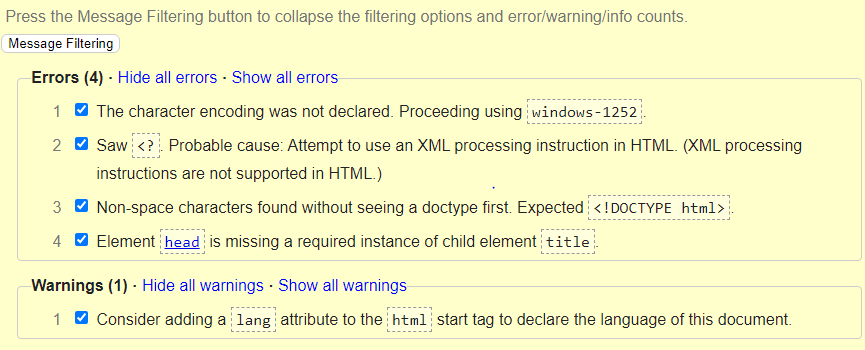 Press the Message Filtering button to collapse the filtering options and error/warning/info counts.
Message Filtering
Errors (4) · Hide all errors · Show all errors
1 The character encoding was not declared. Proceeding using windows-1252.
2 Saw <?. Probable cause: Attempt to use an XML processing instruction in HTML. (XML processing
instructions are not supported in HTML.)
3 Non-space characters found without seeing a doctype first. Expected <!DOCTYPE html>.
4 Element head is missing a required instance of child element title.
Warnings (1) · Hide all warnings · Show all warnings
1 Consider adding a lang attribute to the html start tag to declare the language of this document.